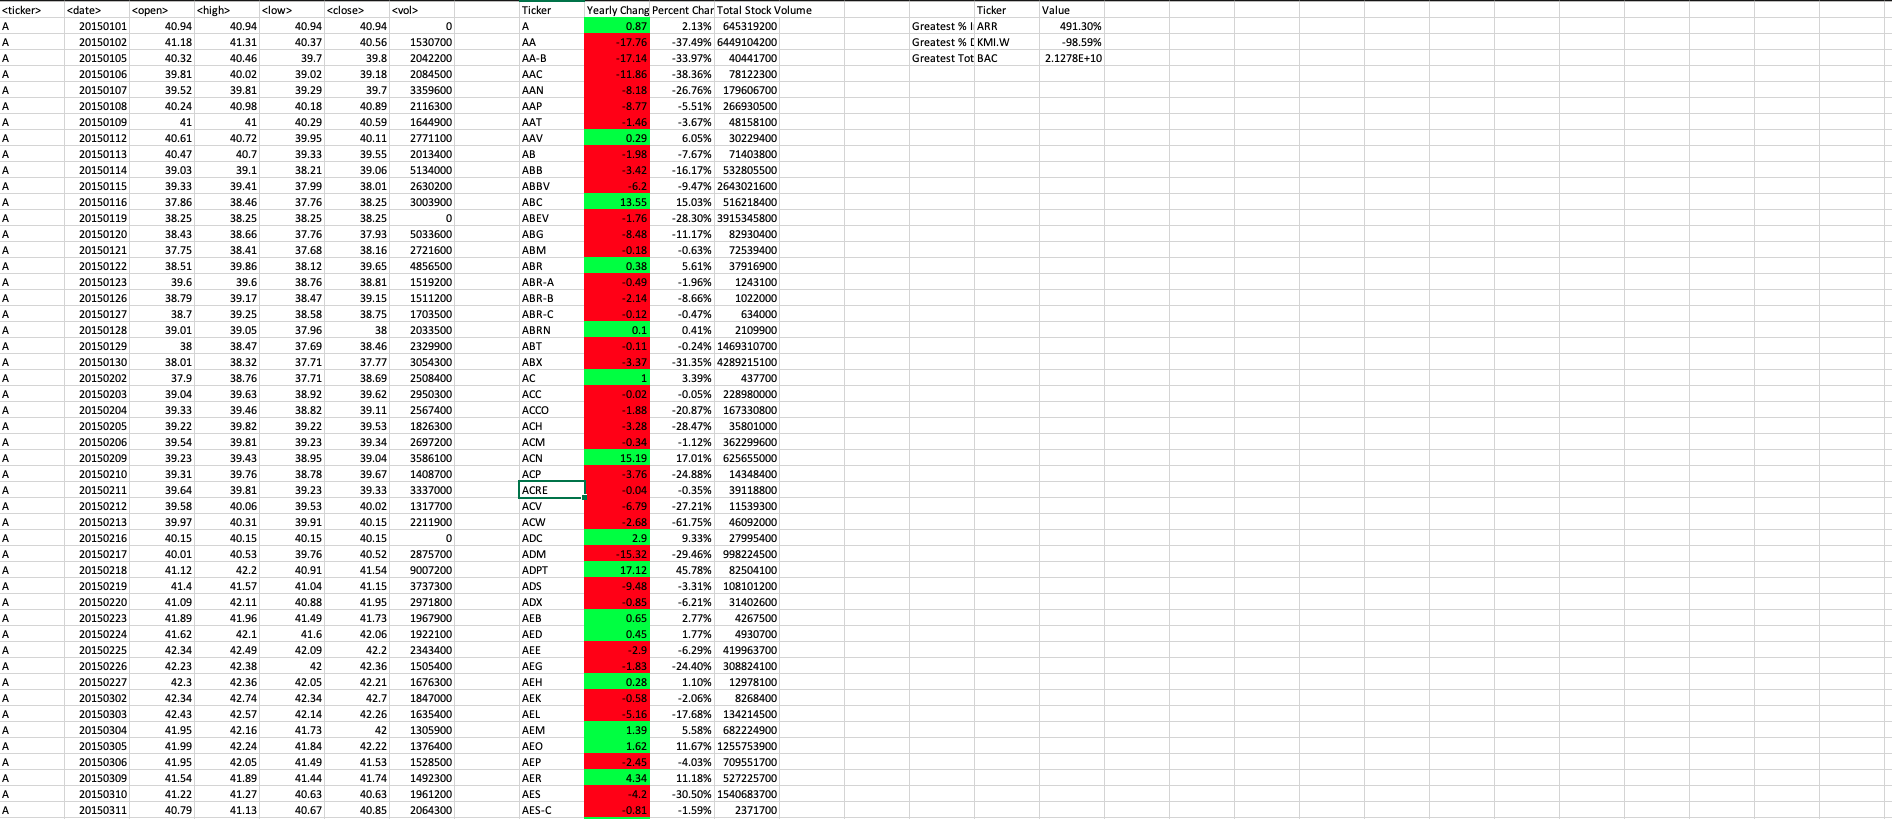 <ticker> <date> <open> <high> <low> <close> <vol> Ticker Yearly Chang Percent Char Total Stock Volume Ticker Value
A 20150101 40.94 40.94 40.94 40.94 0 A 0.87 2.13% 645319200 Greatest % I ARR 491.30%
A 20150102 41.18 41.31 40.37 40.56 1530700 AA -17.76 -37.49% 6449104200 Greatest % D KMI.W -98.59%
A 20150105 40.32 40.46 39.7 39.8 2042200 AA-B -17.14 -33.97% 40441700 Greatest Tot BAC 2.1278E+10
A 20150106 39.81 40.02 39.02 39.18 2084500 AAC -11.86 -38.36% 78122300
A 20150107 39.52 39.81 39.29 39.7 3359600 AAN -8.18 -26.76% 179606700
A 20150108 40.24 40.98 40.18 40.89 2116300 AAP -8.77 -5.51% 266930500
A 20150109 41 41 40.29 40.59 1644900 AAT -1.46 -3.67% 48158100
A 20150112 40.61 40.72 39.95 40.11 2771100 AAV 0.29 6.05% 30229400
A 20150113 40.47 40.7 39.33 39.55 2013400 AB -1.98 -7.67% 71403800
A 20150114 39.03 39.1 38.21 39.06 5134000 ABB -3.42 -16.17% 532805500
A 20150115 39.33 39.41 37.99 38.01 2630200 ABBV -6.2 -9.47% 2643021600
A 20150116 37.86 38.46 37.76 38.25 3003900 ABC 13.55 15.03% 516218400
A 20150119 38.25 38.25 38.25 38.25 0 ABEV -1.76 -28.30% 3915345800
A 20150120 38.43 38.66 37.76 37.93 5033600 ABG -8.48 -11.17% 82930400
A 20150121 37.75 38.41 37.68 38.16 2721600 ABM -0.18 -0.63% 72539400
A 20150122 38.51 39.86 38.12 39.65 4856500 ABR 0.38 5.61% 37916900
A 20150123 39.6 39.6 38.76 38.81 1519200 ABR-A -0.49 -1.96% 1243100
A 20150126 38.79 39.17 38.47 39.15 1511200 ABR-B -2.14 -8.66% 1022000
A 20150127 38.7 39.25 38.58 38.75 1703500 ABR-C -0.12 -0.47% 634000
A 20150128 39.01 39.05 37.96 38 2033500 ABRN 0.1 0.41% 2109900
A 20150129 38 38.47 37.69 38.46 2329900 ABT -0.11 -0.24% 1469310700
A 20150130 38.01 38.32 37.71 37.77 3054300 ABX -3.37 -31.35% 4289215100
A 20150202 37.9 38.76 37.71 38.69 2508400 AC 1 3.39% 437700
A 20150203 39.04 39.63 38.92 39.62 2950300 ACC -0.02 -0.05% 228980000
A 20150204 39.33 39.46 38.82 39.11 2567400 ACCO -1.88 -20.87% 167330800
A 20150205 39.22 39.82 39.22 39.53 1826300 ACH -3.28 -28.47% 35801000
A 20150206 39.54 39.81 39.23 39.34 2697200 ACM -0.34 -1.12% 362299600
A 20150209 39.23 39.43 38.95 39.04 3586100 ACN 15.19 17.01% 625655000
A 20150210 39.31 39.76 38.78 39.67 1408700 ACP -3.76 -24.88% 14348400
A 20150211 39.64 39.81 39.23 39.33 3337000 ACRE -0.04 -0.35% 39118800
A 20150212 39.58 40.06 39.53 40.02 1317700 ACV -6.79 -27.21% 11539300
A 20150213 39.97 40.31 39.91 40.15 2211900 ACW -2.68 -61.75% 46092000
A 20150216 40.15 40.15 40.15 40.15 0 ADC 2.9 9.33% 27995400
A 20150217 40.01 40.53 39.76 40.52 2875700 ADM -15.32 -29.46% 998224500
A 20150218 41.12 42.2 40.91 41.54 9007200 ADPT 17.12 45.78% 82504100
A 20150219 41.4 41.57 41.04 41.15 3737300 ADS -9.48 -3.31% 108101200
A 20150220 41.09 42.11 40.88 41.95 2971800 ADX -0.85 -6.21% 31402600
A 20150223 41.89 41.96 41.49 41.73 1967900 AEB 0.65 2.77% 4267500
A 20150224 41.62 42.1 41.6 42.06 1922100 AED 0.45 1.77% 4930700
A 20150225 42.34 42.49 42.09 42.2 2343400 AEE -2.9 -6.29% 419963700
A 20150226 42.23 42.38 42 42.36 1505400 AEG -1.83 -24.40% 308824100
A 20150227 42.3 42.36 42.05 42.21 1676300 AEH 0.28 1.10% 12978100
A 20150302 42.34 42.74 42.34 42.7 1847000 AEK -0.58 -2.06% 8268400
A 20150303 42.43 42.57 42.14 42.26 1635400 AEL -5.16 -17.68% 134214500
A 20150304 41.95 42.16 41.73 42 1305900 AEM 1.39 5.58% 682224900
A 20150305 41.99 42.24 41.84 42.22 1376400 AEO 1.62 11.67% 1255753900
A 20150306 41.95 42.05 41.49 41.53 1528500 AEP -2.45 -4.03% 709551700
A 20150309 41.54 41.89 41.44 41.74 1492300 AER 4.34 11.18% 527225700
A 20150310 41.22 41.27 40.63 40.63 1961200 AES -4.2 -30.50% 1540683700
A 20150311 40.79 41.13 40.67 40.85 2064300 AES-C -0.81 -1.59% 2371700